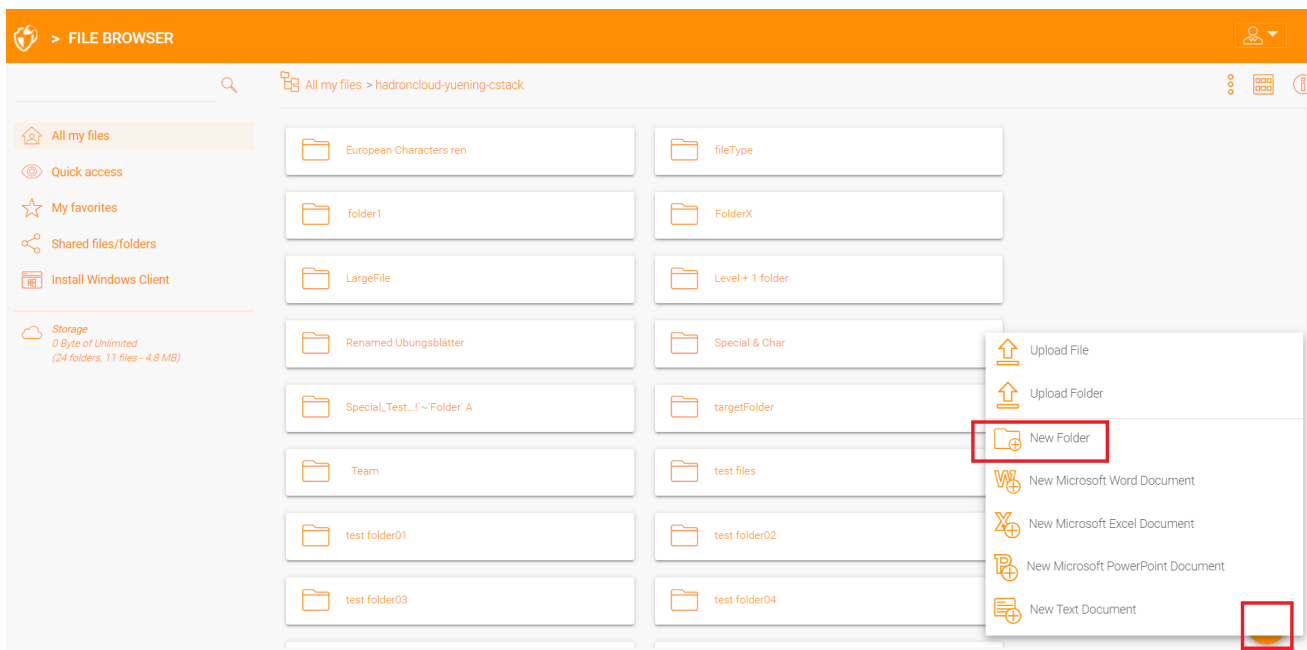 > FILE BROWSER
All my files > hadroncloud-yuening-cstack
All my files
Quick access
My favorites
Shared files/folders
Install Windows Client
Storage
0 Byte of Unlimited
(24 folders, 11 files - 4.8 MB)
European Characters ren
fileType
folder1
FolderX
LargeFile
Level + 1 folder
Renamed Übungsblätter
Special & Char
Special_Test...!`~'Folder' A
targetFolder
Team
test files
test folder01
test folder02
test folder03
test folder04
Upload File
Upload Folder
New Folder
New Microsoft Word Document
New Microsoft Excel Document
New Microsoft PowerPoint Document
New Text Document